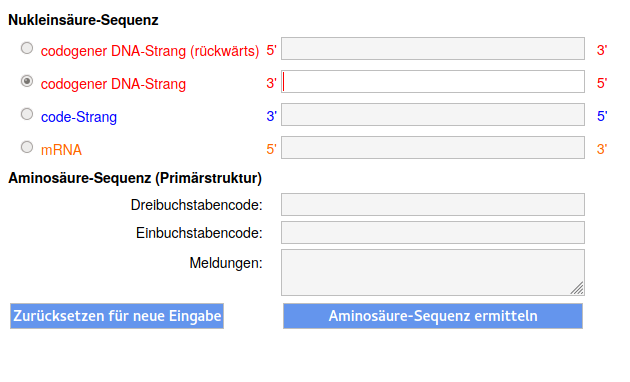 Nukleinsäure-Sequenz
codogener DNA-Strang (rückwärts) 5' 3'
codogener DNA-Strang 3' 5'
code-Strang 3' 5'
mRNA 5' 3'
Aminosäure-Sequenz (Primärstruktur)
Dreibuchstabencode:
Einbuchstabencode:
Meldungen:
Zurücksetzen für neue Eingabe Aminosäure-Sequenz ermitteln